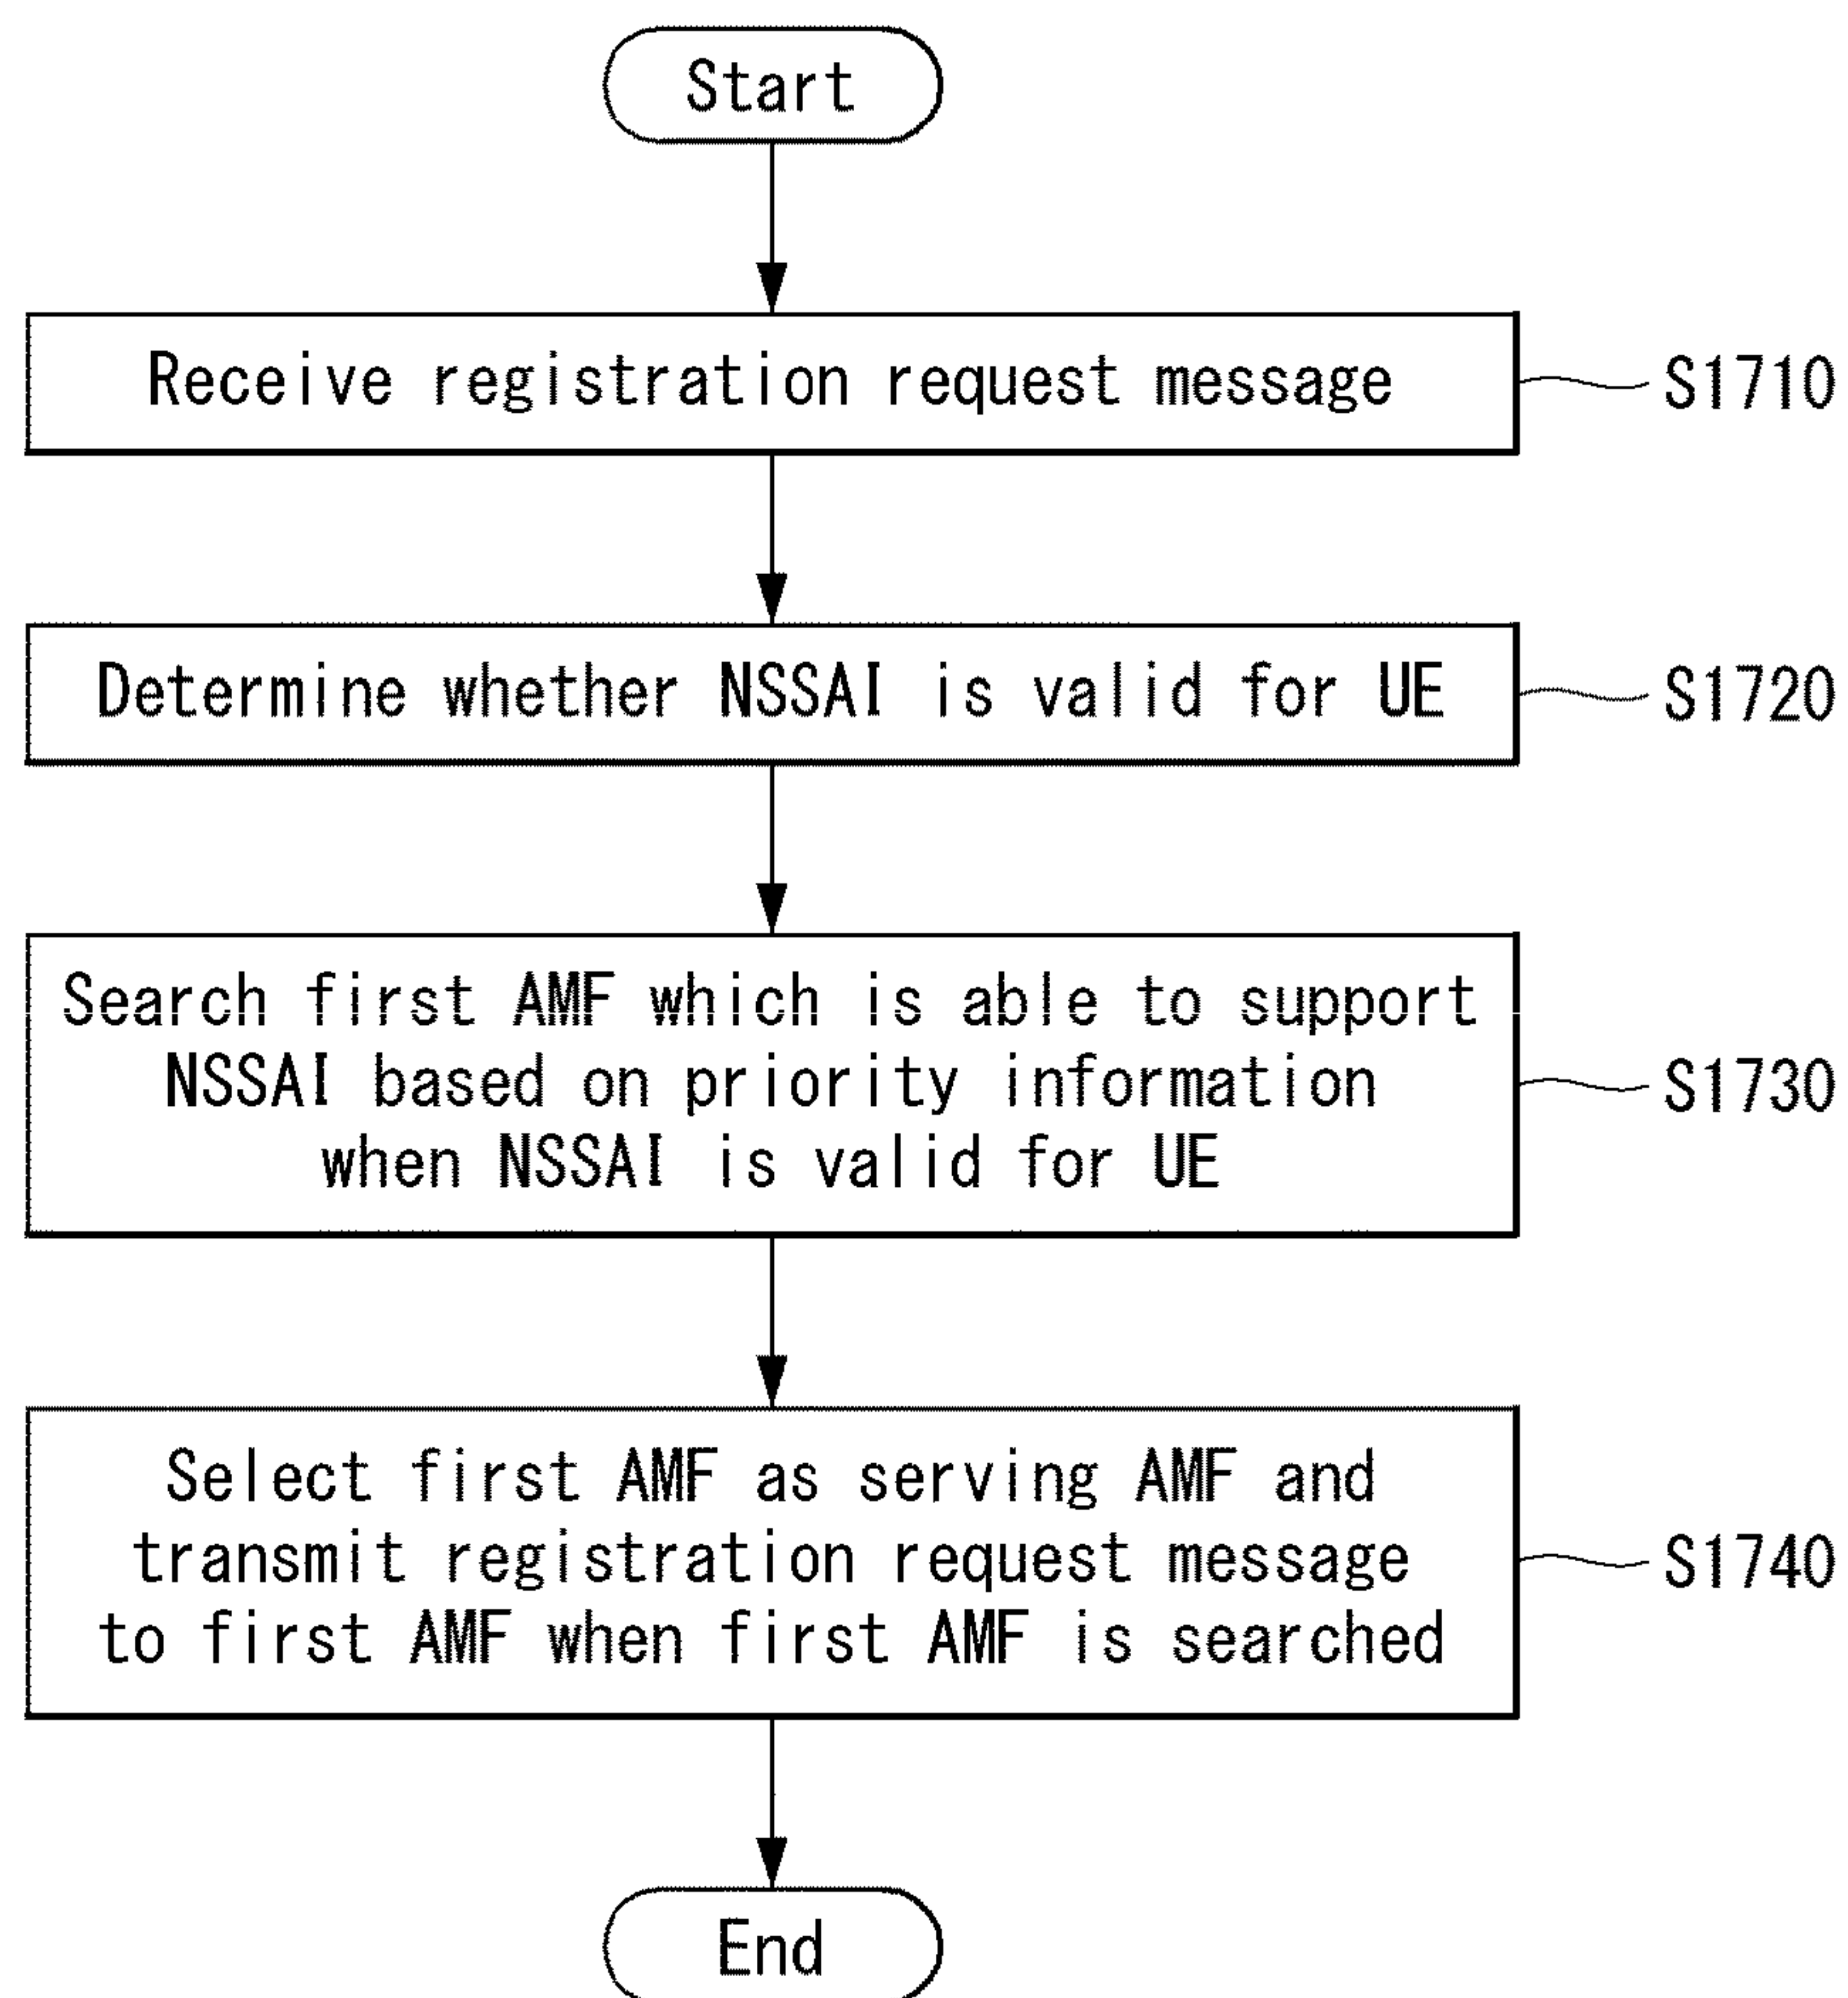 Start
Receive registration request message
S1710
Determine whether NSSAI is valid for UE
S1720
Search first AMF which is able to support
NSSAI based on priority information
when NSSAI is valid for UE
S1730
Select first AMF as serving AMF and
transmit registration request message
to first AMF when first AMF is searched
S1740
End